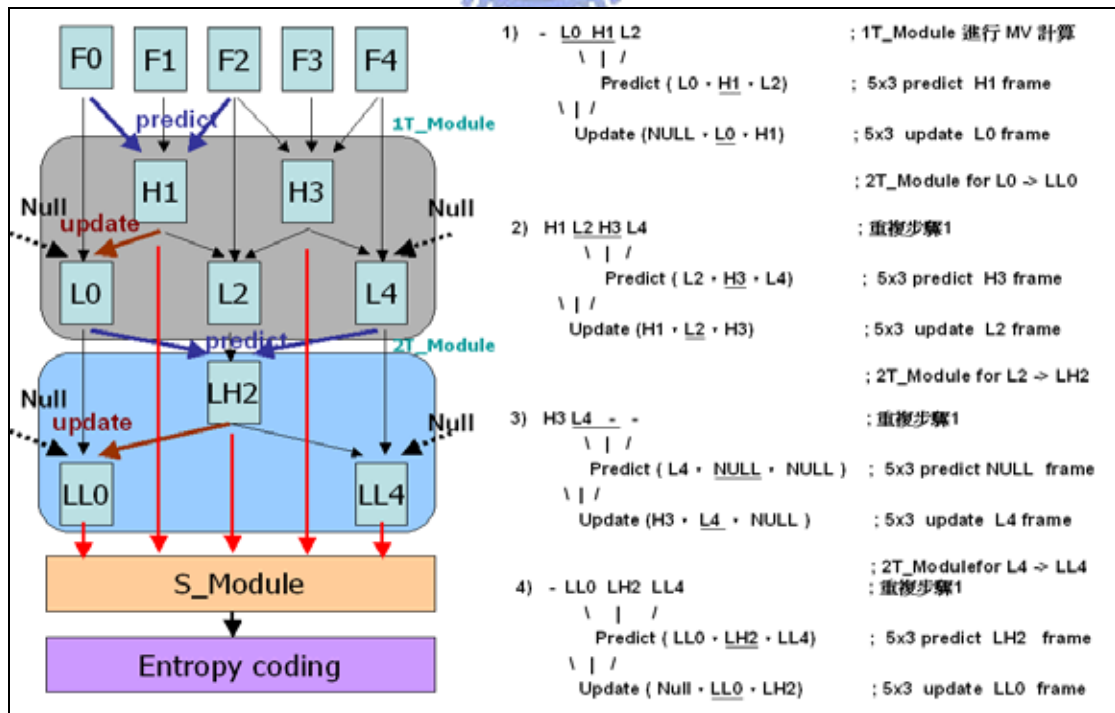 F0 F1 F2 F3 F4
predict
1T_Module
H1 H3
Null
update
Null
L0 L2 L4
predict
2T_Module
LH2
Null
update
Null
LL0 LL4
S_Module
Entropy coding
1) - L0 H1 L2 ; 1T_Module 進行 MV 計算
\ | /
Predict ( L0 · H1 · L2) ; 5x3 predict H1 frame
\ | /
Update (NULL · L0 · H1) ; 5x3 update L0 frame
; 2T_Module for L0 -> LL0
2) H1 L2 H3 L4 ; 重複步驟1
\ | /
Predict ( L2 · H3 · L4) ; 5x3 predict H3 frame
\ | /
Update (H1 · L2 · H3) ; 5x3 update L2 frame
; 2T_Module for L2 -> LH2
3) H3 L4 - - ; 重複步驟1
\ | /
Predict ( L4 · NULL · NULL ) ; 5x3 predict NULL frame
\ | /
Update (H3 · L4 · NULL ) ; 5x3 update L4 frame
; 2T_Modulefor L4 -> LL4
4) - LL0 LH2 LL4 ; 重複步驟1
\ | /
Predict ( LL0 · LH2 · LL4) ; 5x3 predict LH2 frame
\ | /
Update ( Null · LL0 · LH2) ; 5x3 update LL0 frame